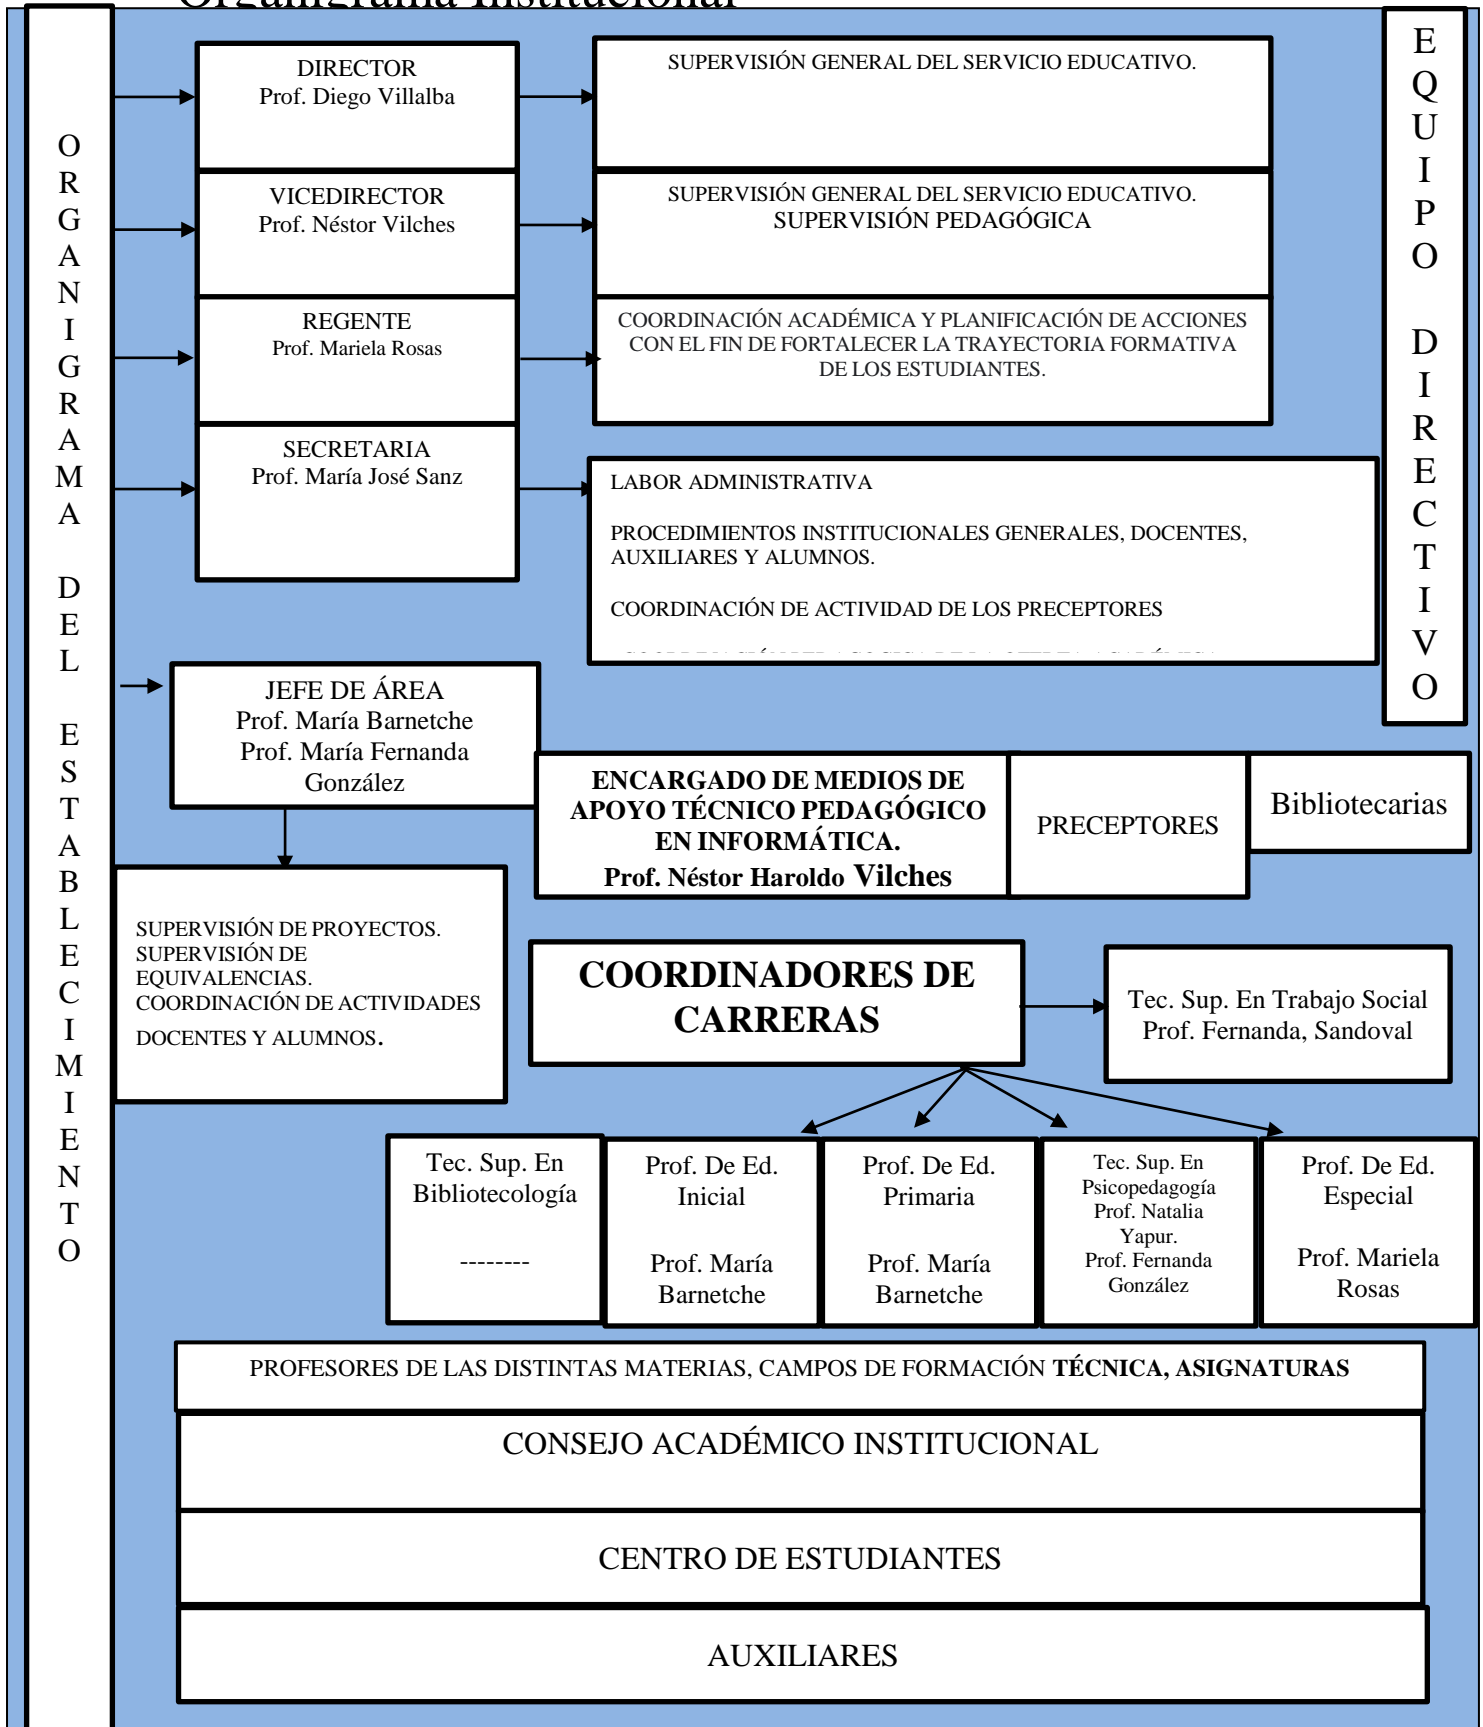 Organigrama Institucional
ORGANIGRAMA DEL ESTABLECIMIENTO
EQUIPO DIRECTIVO
DIRECTOR
Prof. Diego Villalba
SUPERVISIÓN GENERAL DEL SERVICIO EDUCATIVO.
VICEDIRECTOR
Prof. Néstor Vilches
SUPERVISIÓN GENERAL DEL SERVICIO EDUCATIVO.
SUPERVISIÓN PEDAGÓGICA
REGENTE
Prof. Mariela Rosas
COORDINACIÓN ACADÉMICA Y PLANIFICACIÓN DE ACCIONES
CON EL FIN DE FORTALECER LA TRAYECTORIA FORMATIVA
DE LOS ESTUDIANTES.
SECRETARIA
Prof. María José Sanz
LABOR ADMINISTRATIVA
PROCEDIMIENTOS INSTITUCIONALES GENERALES, DOCENTES,
AUXILIARES Y ALUMNOS.
COORDINACIÓN DE ACTIVIDAD DE LOS PRECEPTORES
JEFE DE ÁREA
Prof. María Barnetche
Prof. María Fernanda
González
SUPERVISIÓN DE PROYECTOS.
SUPERVISIÓN DE
EQUIVALENCIAS.
COORDINACIÓN DE ACTIVIDADES
DOCENTES Y ALUMNOS.
ENCARGADO DE MEDIOS DE
APOYO TÉCNICO PEDAGÓGICO
EN INFORMÁTICA.
Prof. Néstor Haroldo Vilches
PRECEPTORES
Bibliotecarias
COORDINADORES DE
CARRERAS
Tec. Sup. En Trabajo Social
Prof. Fernanda, Sandoval
Tec. Sup. En
Bibliotecología
--------
Prof. De Ed.
Inicial
Prof. María
Barnetche
Prof. De Ed.
Primaria
Prof. María
Barnetche
Tec. Sup. En
Psicopedagogía
Prof. Natalia
Yapur.
Prof. Fernanda
González
Prof. De Ed.
Especial
Prof. Mariela
Rosas
PROFESORES DE LAS DISTINTAS MATERIAS, CAMPOS DE FORMACIÓN TÉCNICA, ASIGNATURAS
CONSEJO ACADÉMICO INSTITUCIONAL
CENTRO DE ESTUDIANTES
AUXILIARES